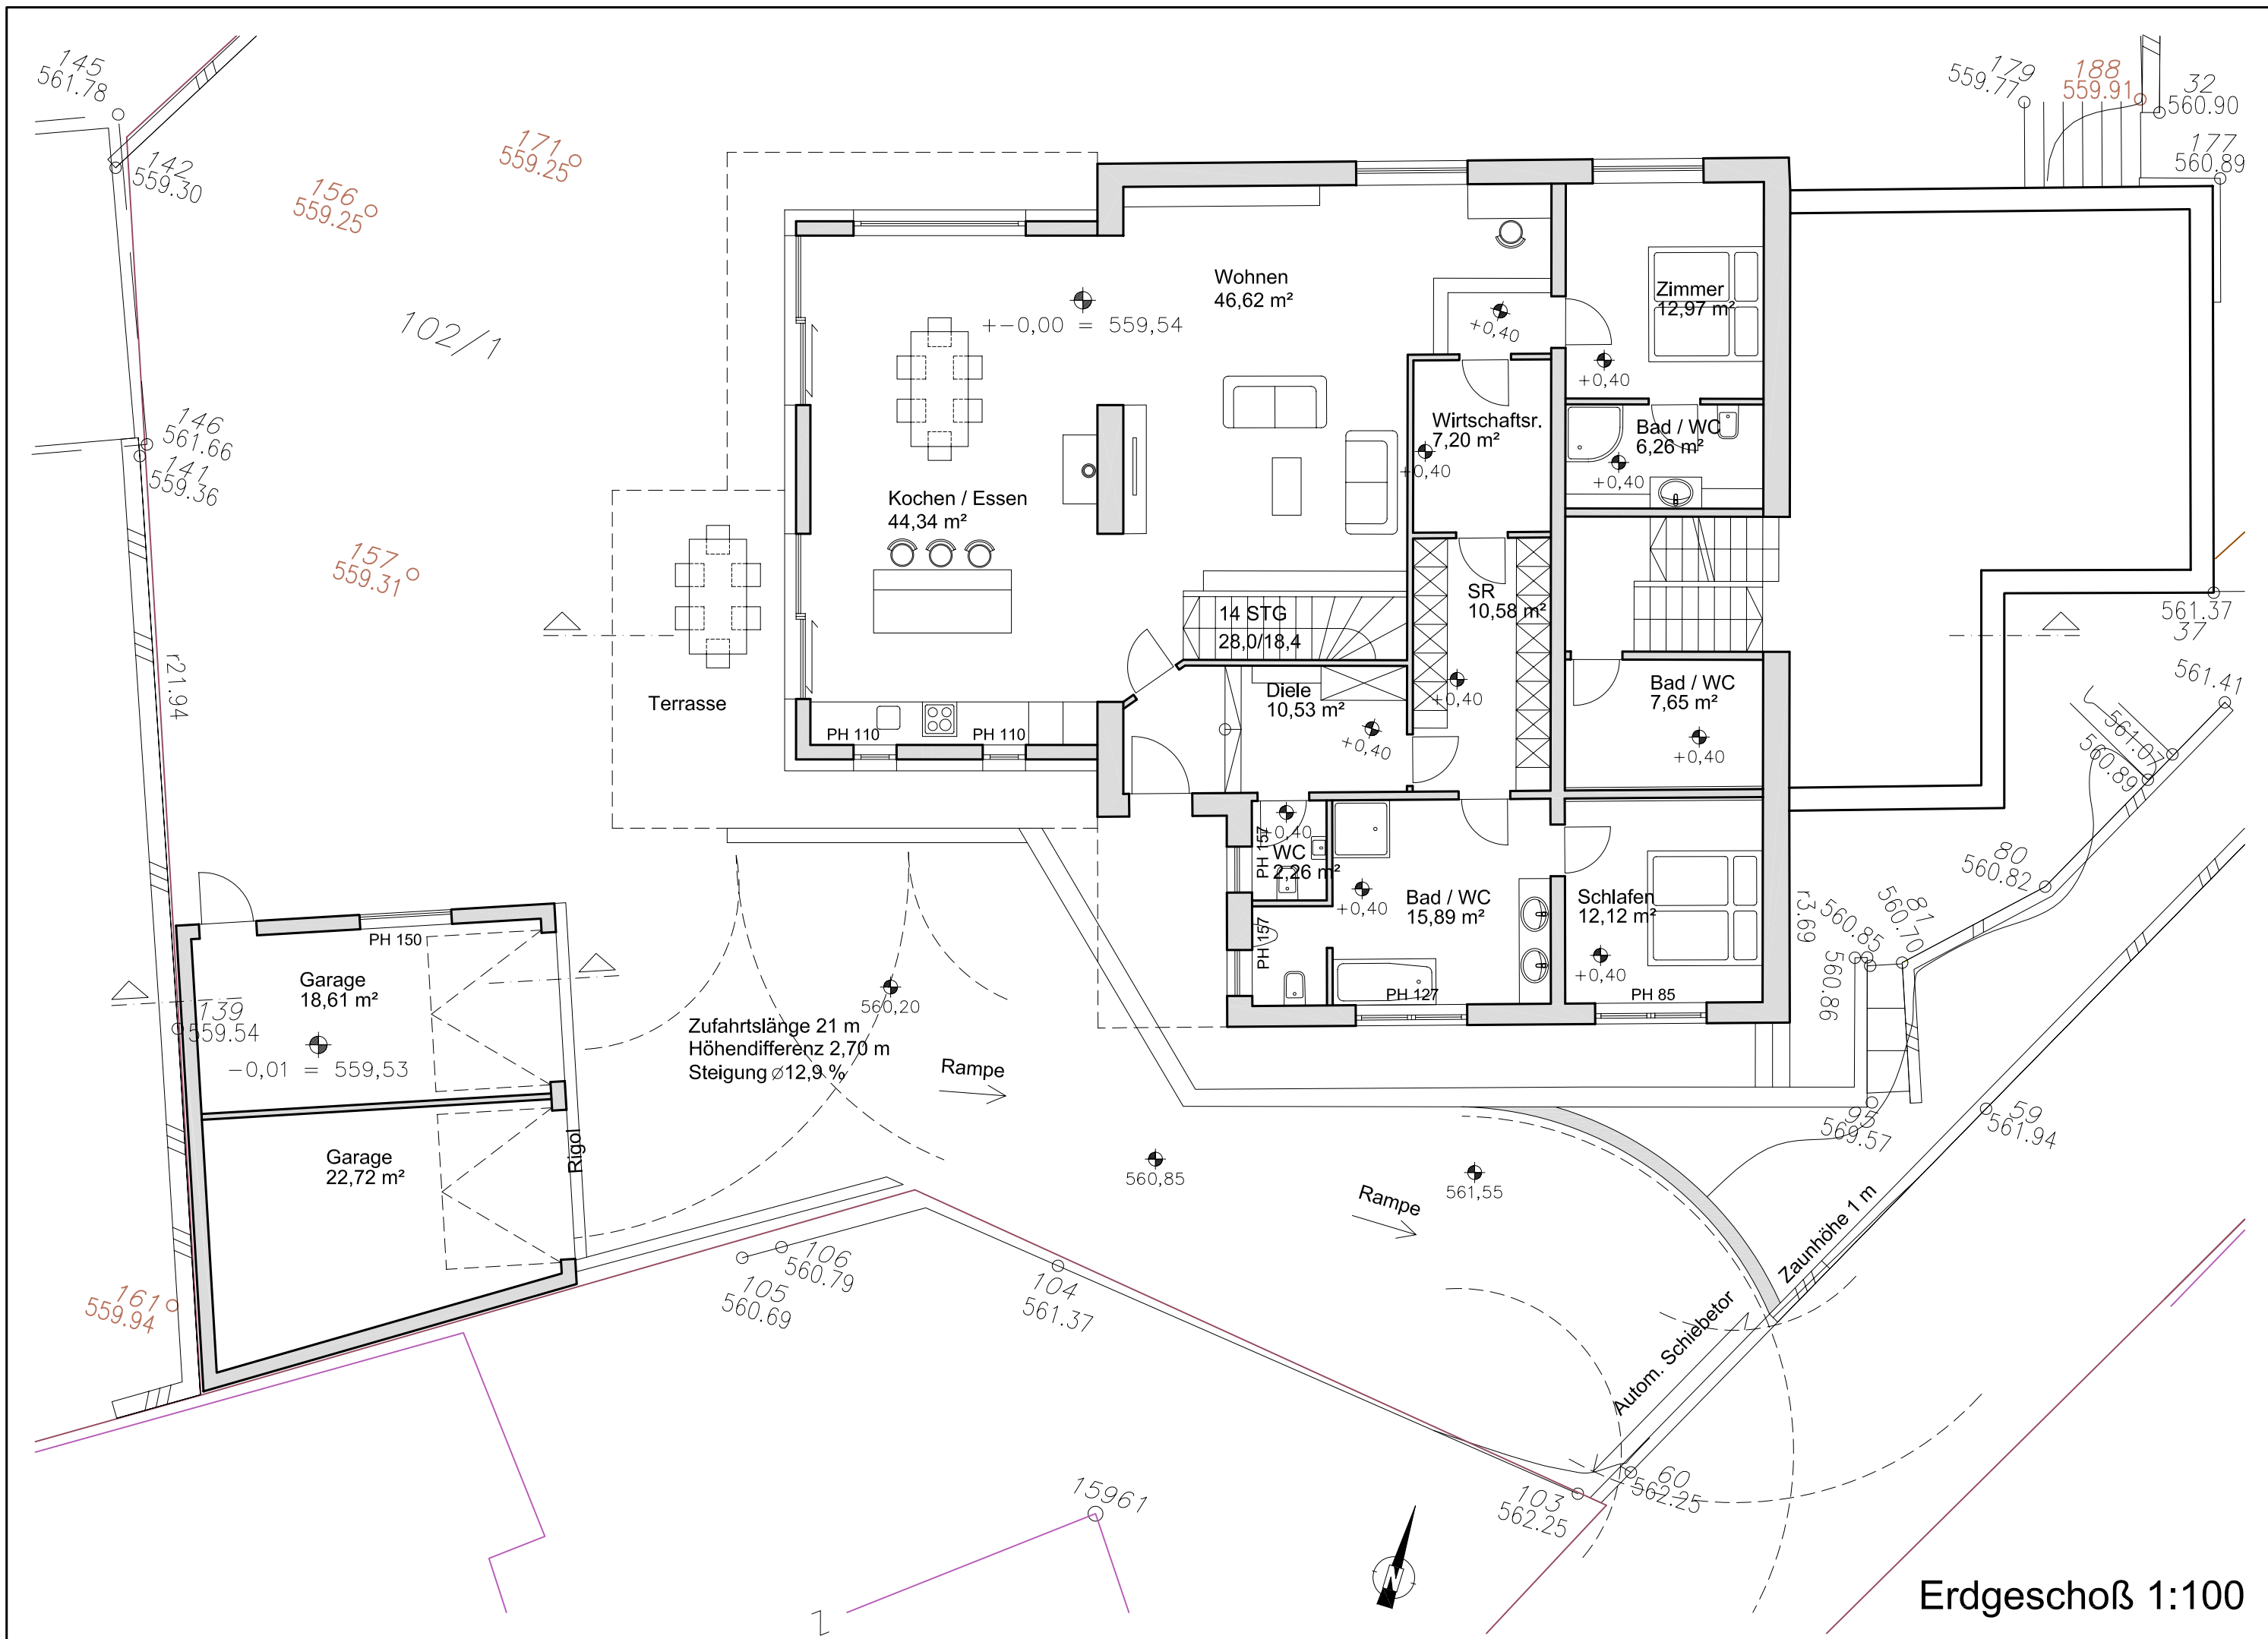 145
561.78
142
559.30
171
559.25
156
559.25
102/1
146
561.66
141
559.36
157
559.31
r21.94
179
559.77
188
559.91
32
560.90
177
560.89
Wohnen
46,62 m²
+−0,00 = 559,54
+0,40
Zimmer
12,97 m²
+0,40
Wirtschaftsr.
7,20 m²
+0,40
Bad / WC
6,26 m²
+0,40
Kochen / Essen
44,34 m²
14 STG
28,0/18,4
SR
10,58 m²
+0,40
Diele
10,53 m²
+0,40
Bad / WC
7,65 m²
+0,40
Terrasse
PH 110
PH 110
561.37
37
561.41
561.07
560.89
+0,40
WC
2,26 m²
PH 157
PH 157
+0,40
Bad / WC
15,89 m²
PH 127
Schlafen
12,12 m²
+0,40
PH 85
80
560.82
81
560.70
560.85
r3.69
560.86
95
569.57
59
561.94
PH 150
Garage
18,61 m²
139
559.54
−0,01 = 559,53
Garage
22,72 m²
Rigol
560,20
Zufahrtslänge 21 m
Höhendifferenz 2,70 m
Steigung ⌀12,9 %
Rampe
560,85
561,55
Rampe
Zaunhöhe 1 m
Autom. Schiebetor
161
559.94
106
560.79
105
560.69
104
561.37
103
562.25
60
562.25
15961
N
Z
Erdgeschoß 1:100